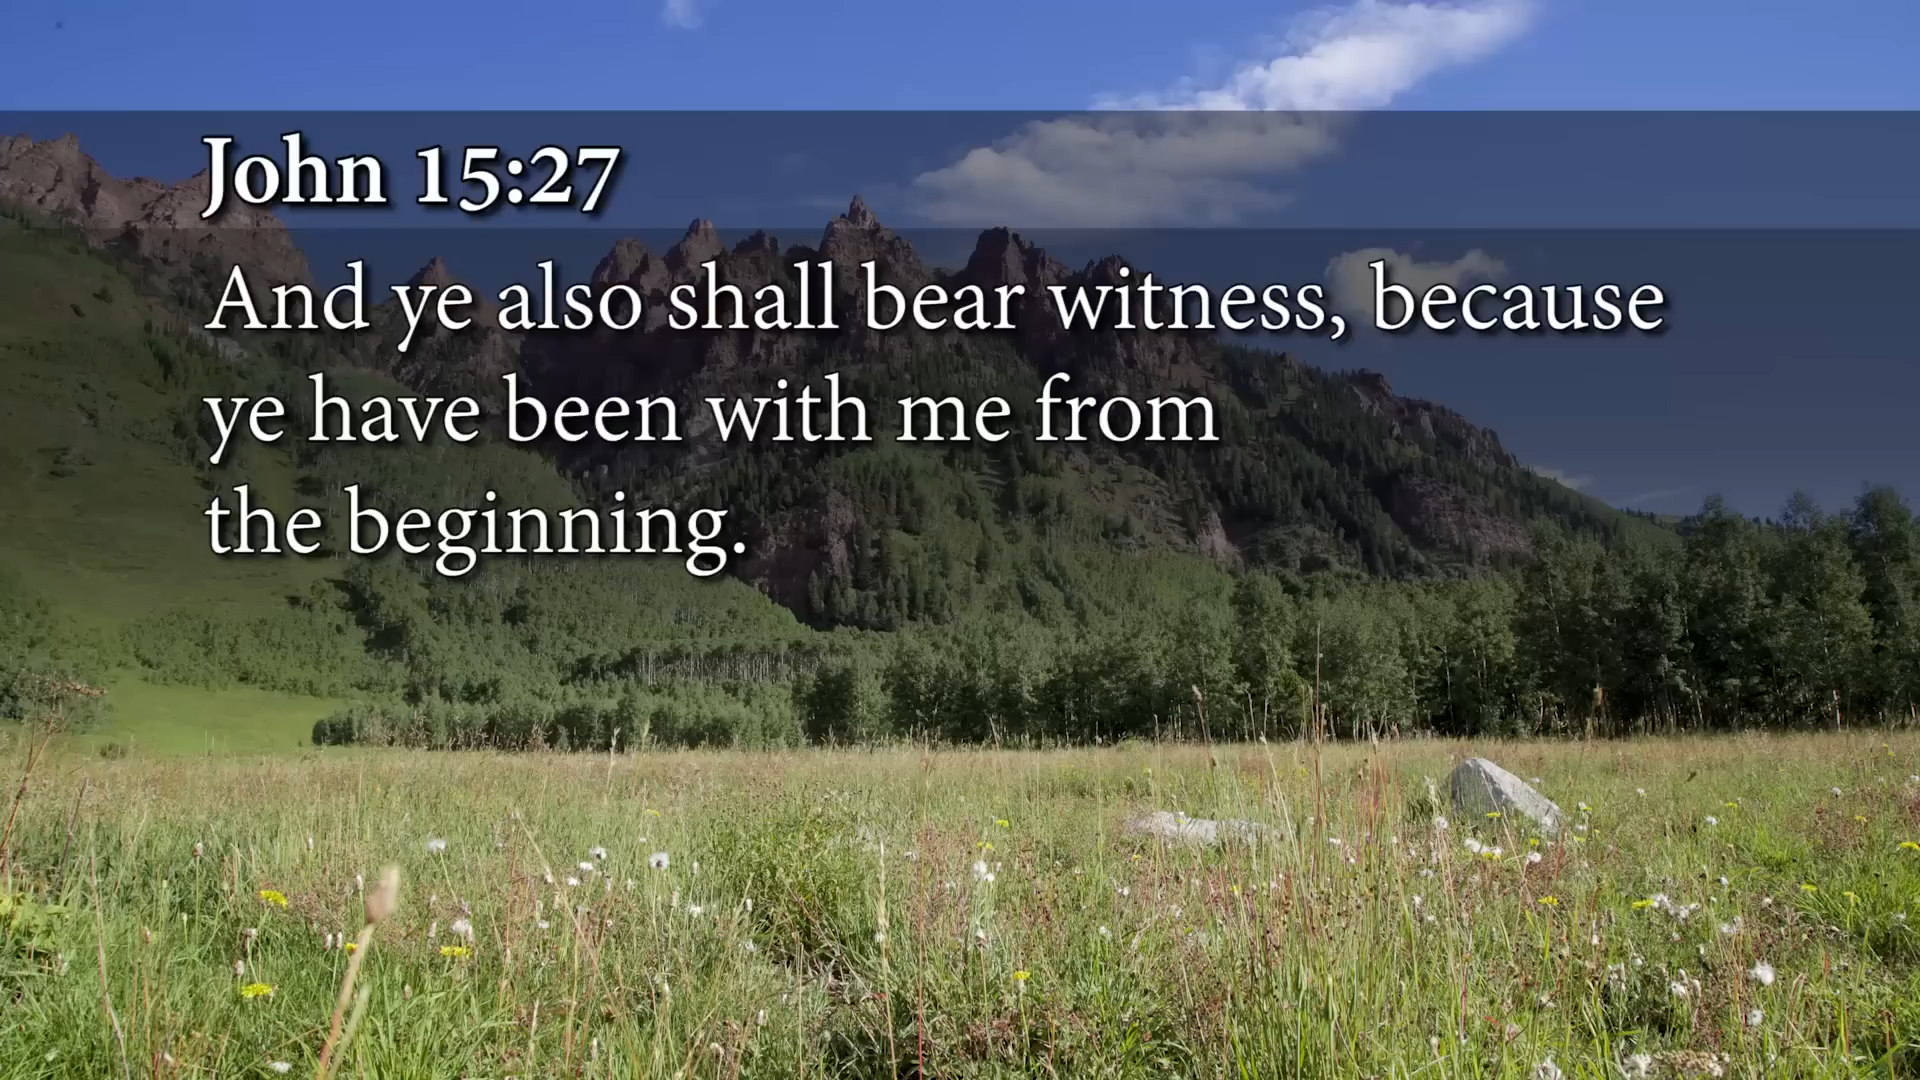 John 15:27
And ye also shall bear witness, because
ye have been with me from
the beginning.